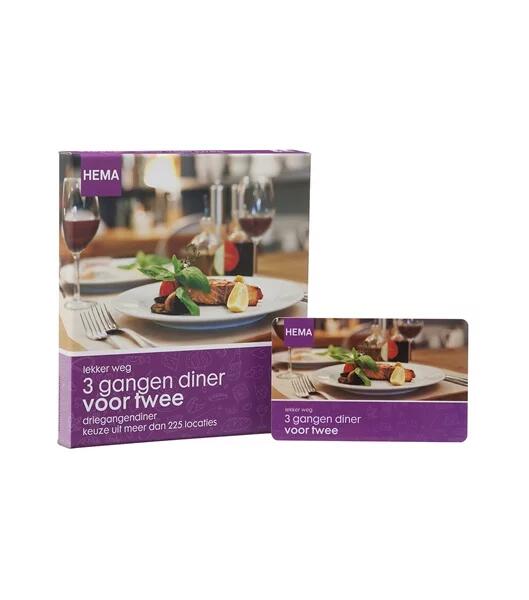 HEMA
lekker weg
3 gangen diner
voor twee
driegangendiner
keuze uit meer dan 225 locaties
HEMA
lekker weg
3 gangen diner
voor twee